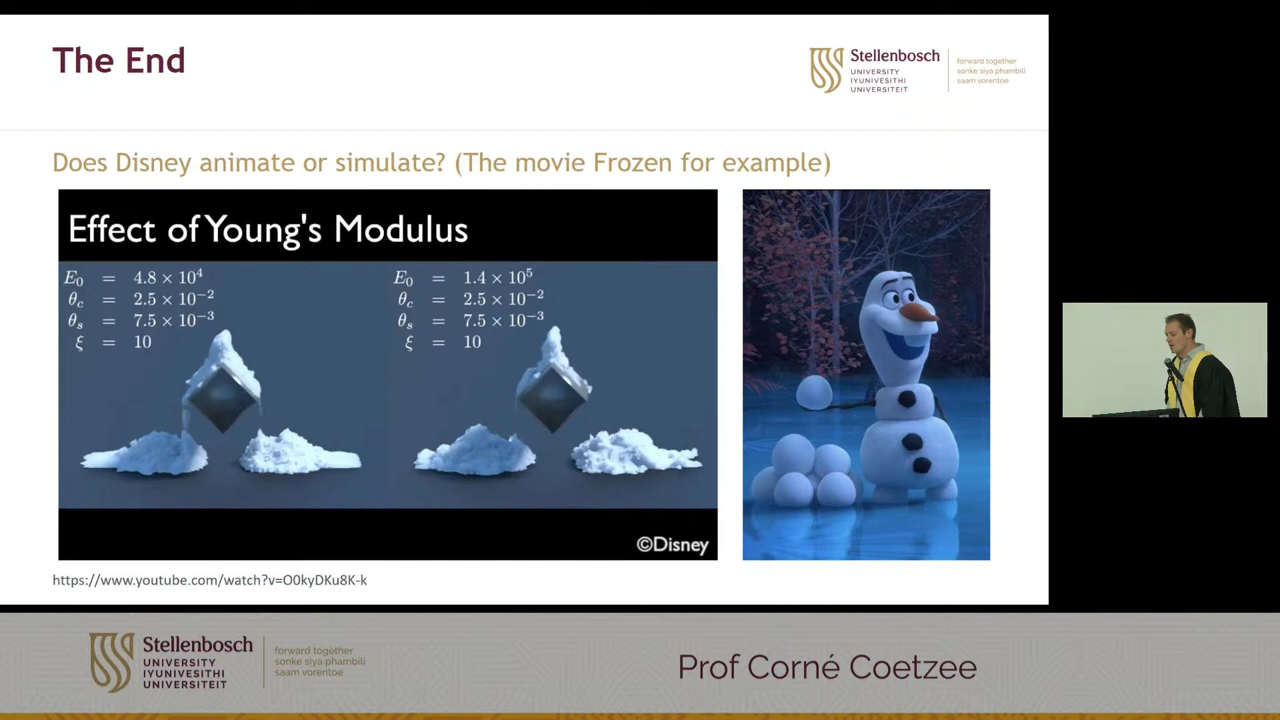 The End
Stellenbosch
UNIVERSITY
IYUNIVESITHI
UNIVERSITEIT
forward together
sonke siya phambili
saam vorentoe
Does Disney animate or simulate? (The movie Frozen for example)
Effect of Young's Modulus
E₀ = 4.8 × 10⁴
θc = 2.5 × 10⁻²
θs = 7.5 × 10⁻³
ξ = 10
E₀ = 1.4 × 10⁵
θc = 2.5 × 10⁻²
θs = 7.5 × 10⁻³
ξ = 10
©Disney
https://www.youtube.com/watch?v=O0kyDKu8K-k
Stellenbosch
UNIVERSITY
IYUNIVESITHI
UNIVERSITEIT
forward together
sonke siya phambili
saam vorentoe
Prof Corné Coetzee